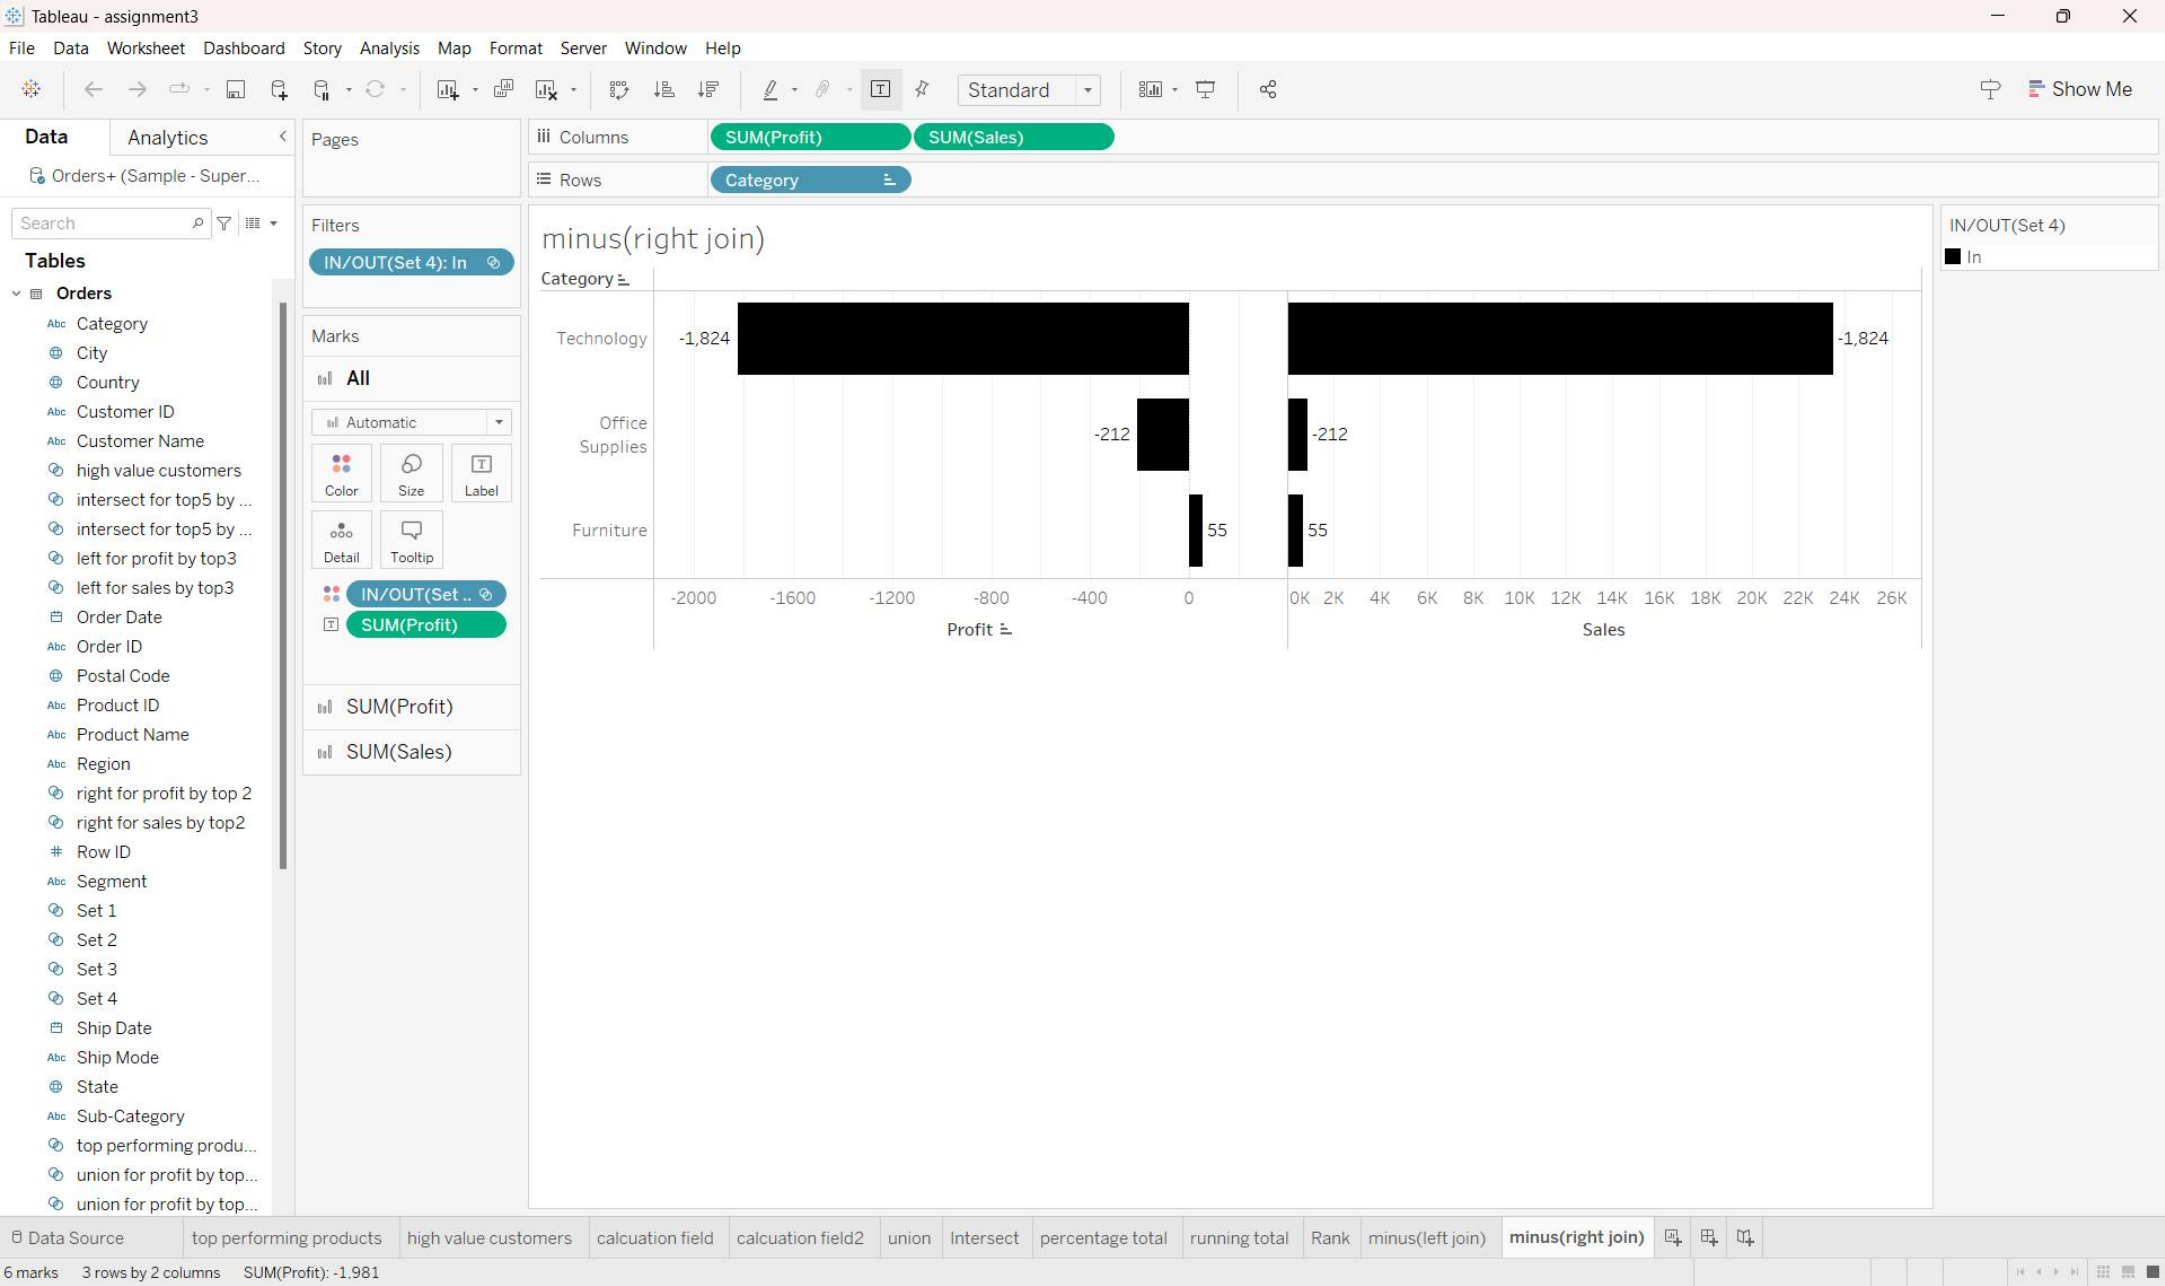 Tableau - assignment3
File Data Worksheet Dashboard Story Analysis Map Format Server Window Help
Standard
Show Me
Data
Analytics
Orders+ (Sample - Super...
Search
Tables
Orders
Abc Category
City
Country
Abc Customer ID
Abc Customer Name
high value customers
intersect for top5 by ...
intersect for top5 by ...
left for profit by top3
left for sales by top3
Order Date
Abc Order ID
Postal Code
Abc Product ID
Abc Product Name
Abc Region
right for profit by top 2
right for sales by top2
# Row ID
Abc Segment
Set 1
Set 2
Set 3
Set 4
Ship Date
Abc Ship Mode
State
Abc Sub-Category
top performing produ...
union for profit by top...
union for profit by top...
Pages
Filters
IN/OUT(Set 4): In
Marks
All
Automatic
Color
Size
T
Label
Detail
Tooltip
IN/OUT(Set ..
T
SUM(Profit)
SUM(Profit)
SUM(Sales)
Columns
SUM(Profit)
SUM(Sales)
Rows
Category
minus(right join)
Category
Technology
-1,824
-1,824
Office
Supplies
-212
-212
Furniture
55
55
-2000 -1600 -1200 -800 -400 0
0K 2K 4K 6K 8K 10K 12K 14K 16K 18K 20K 22K 24K 26K
Profit
Sales
IN/OUT(Set 4)
In
Data Source
top performing products
high value customers
calcuation field
calcuation field2
union
Intersect
percentage total
running total
Rank
minus(left join)
minus(right join)
6 marks
3 rows by 2 columns
SUM(Profit): -1,981